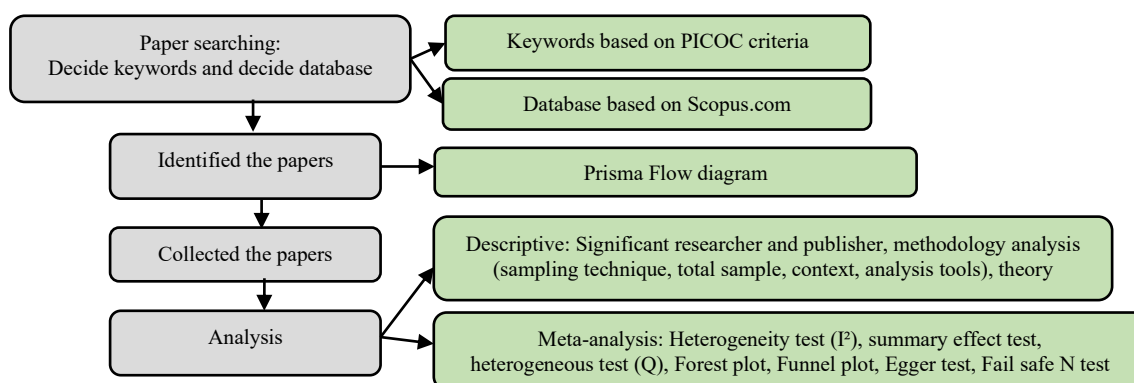 Paper searching:
Decide keywords and decide database
Keywords based on PICOC criteria
Database based on Scopus.com
Identified the papers
Prisma Flow diagram
Collected the papers
Descriptive: Significant researcher and publisher, methodology analysis
(sampling technique, total sample, context, analysis tools), theory
Analysis
Meta-analysis: Heterogeneity test (I²), summary effect test,
heterogeneous test (Q), Forest plot, Funnel plot, Egger test, Fail safe N test